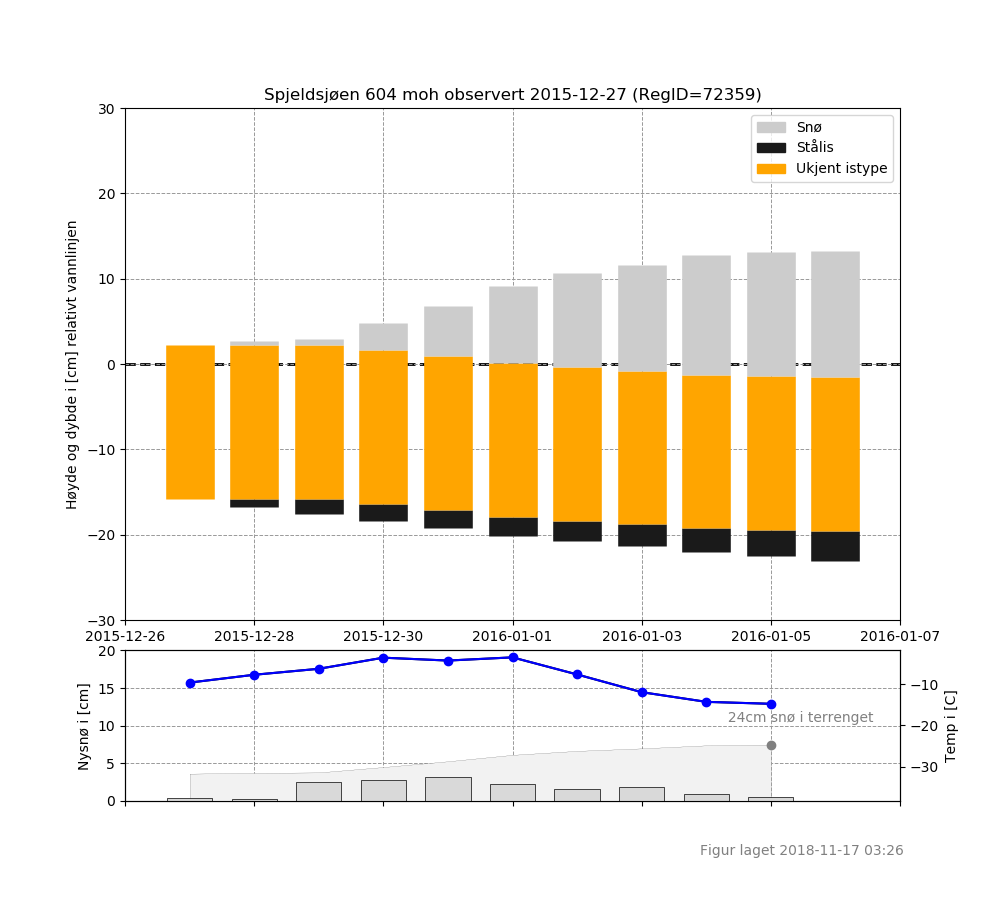 Spjeldsjøen 604 moh observert 2015-12-27 (RegID=72359)
Høyde og dybde i [cm] relativt vannlinjen
30
20
10
0
−10
−20
−30
Snø
Stålis
Ukjent istype
2015-12-26
2015-12-28
2015-12-30
2016-01-01
2016-01-03
2016-01-05
2016-01-07
Nysnø i [cm]
20
15
10
5
0
24cm snø i terrenget
−10
−20
−30
Temp i [C]
Figur laget 2018-11-17 03:26